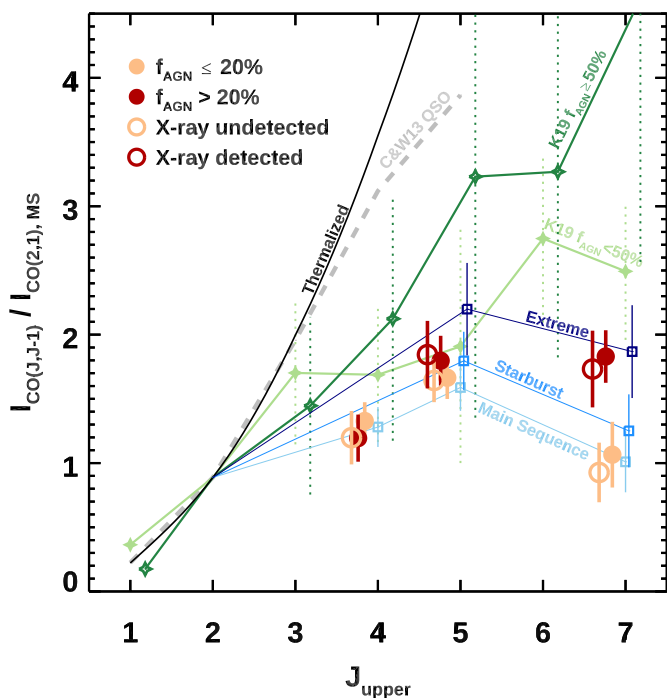 f_AGN ≤ 20%
f_AGN > 20%
X-ray undetected
X-ray detected
C&W13 QSO
Thermalized
K19 f_AGN ≥50%
K19 f_AGN <50%
Extreme
Starburst
Main Sequence
I_CO(J,J-1) / I_CO(2,1), MS
4
3
2
1
0
1 2 3 4 5 6 7
J_upper